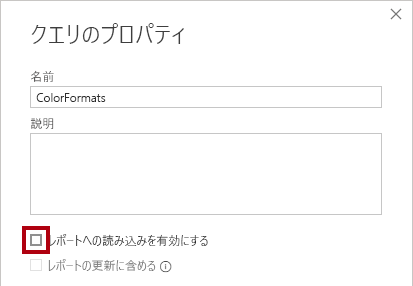 クエリのプロパティ
名前
ColorFormats
説明
レポートへの読み込みを有効にする
レポートの更新に含める